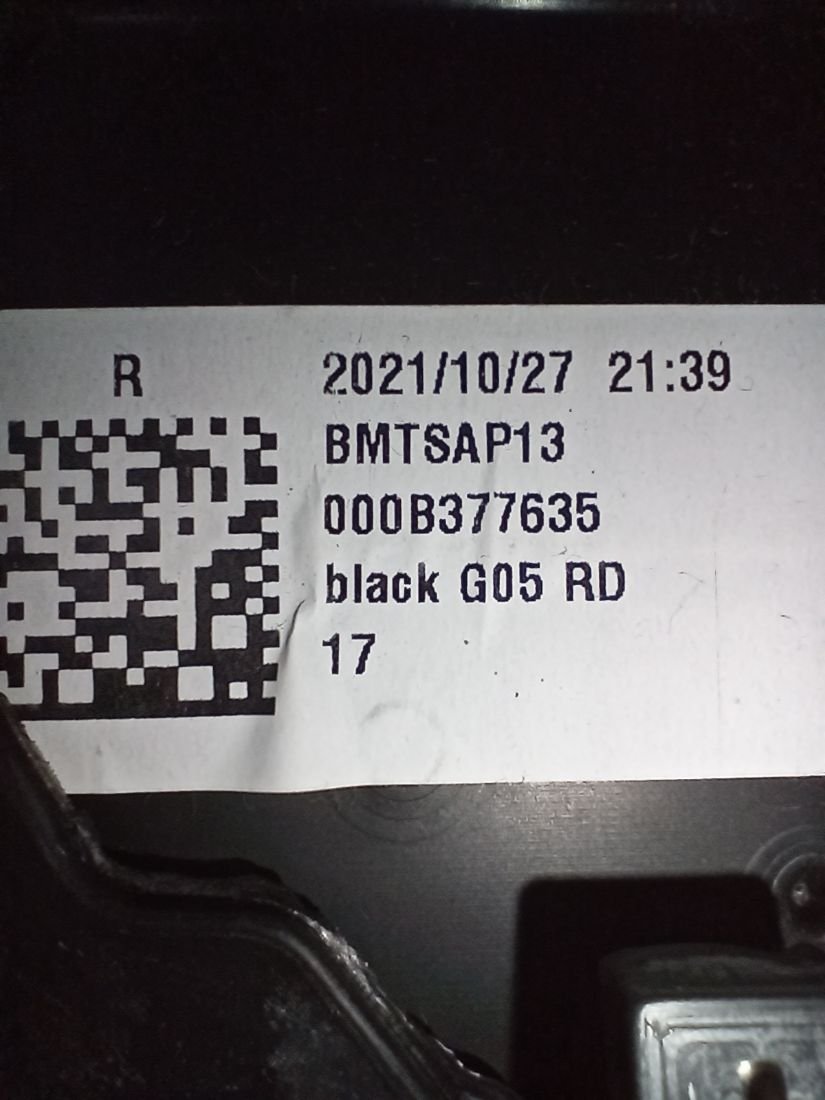 R
2021/10/27 21:39
BMTSAP13
000B377635
black G05 RD
17